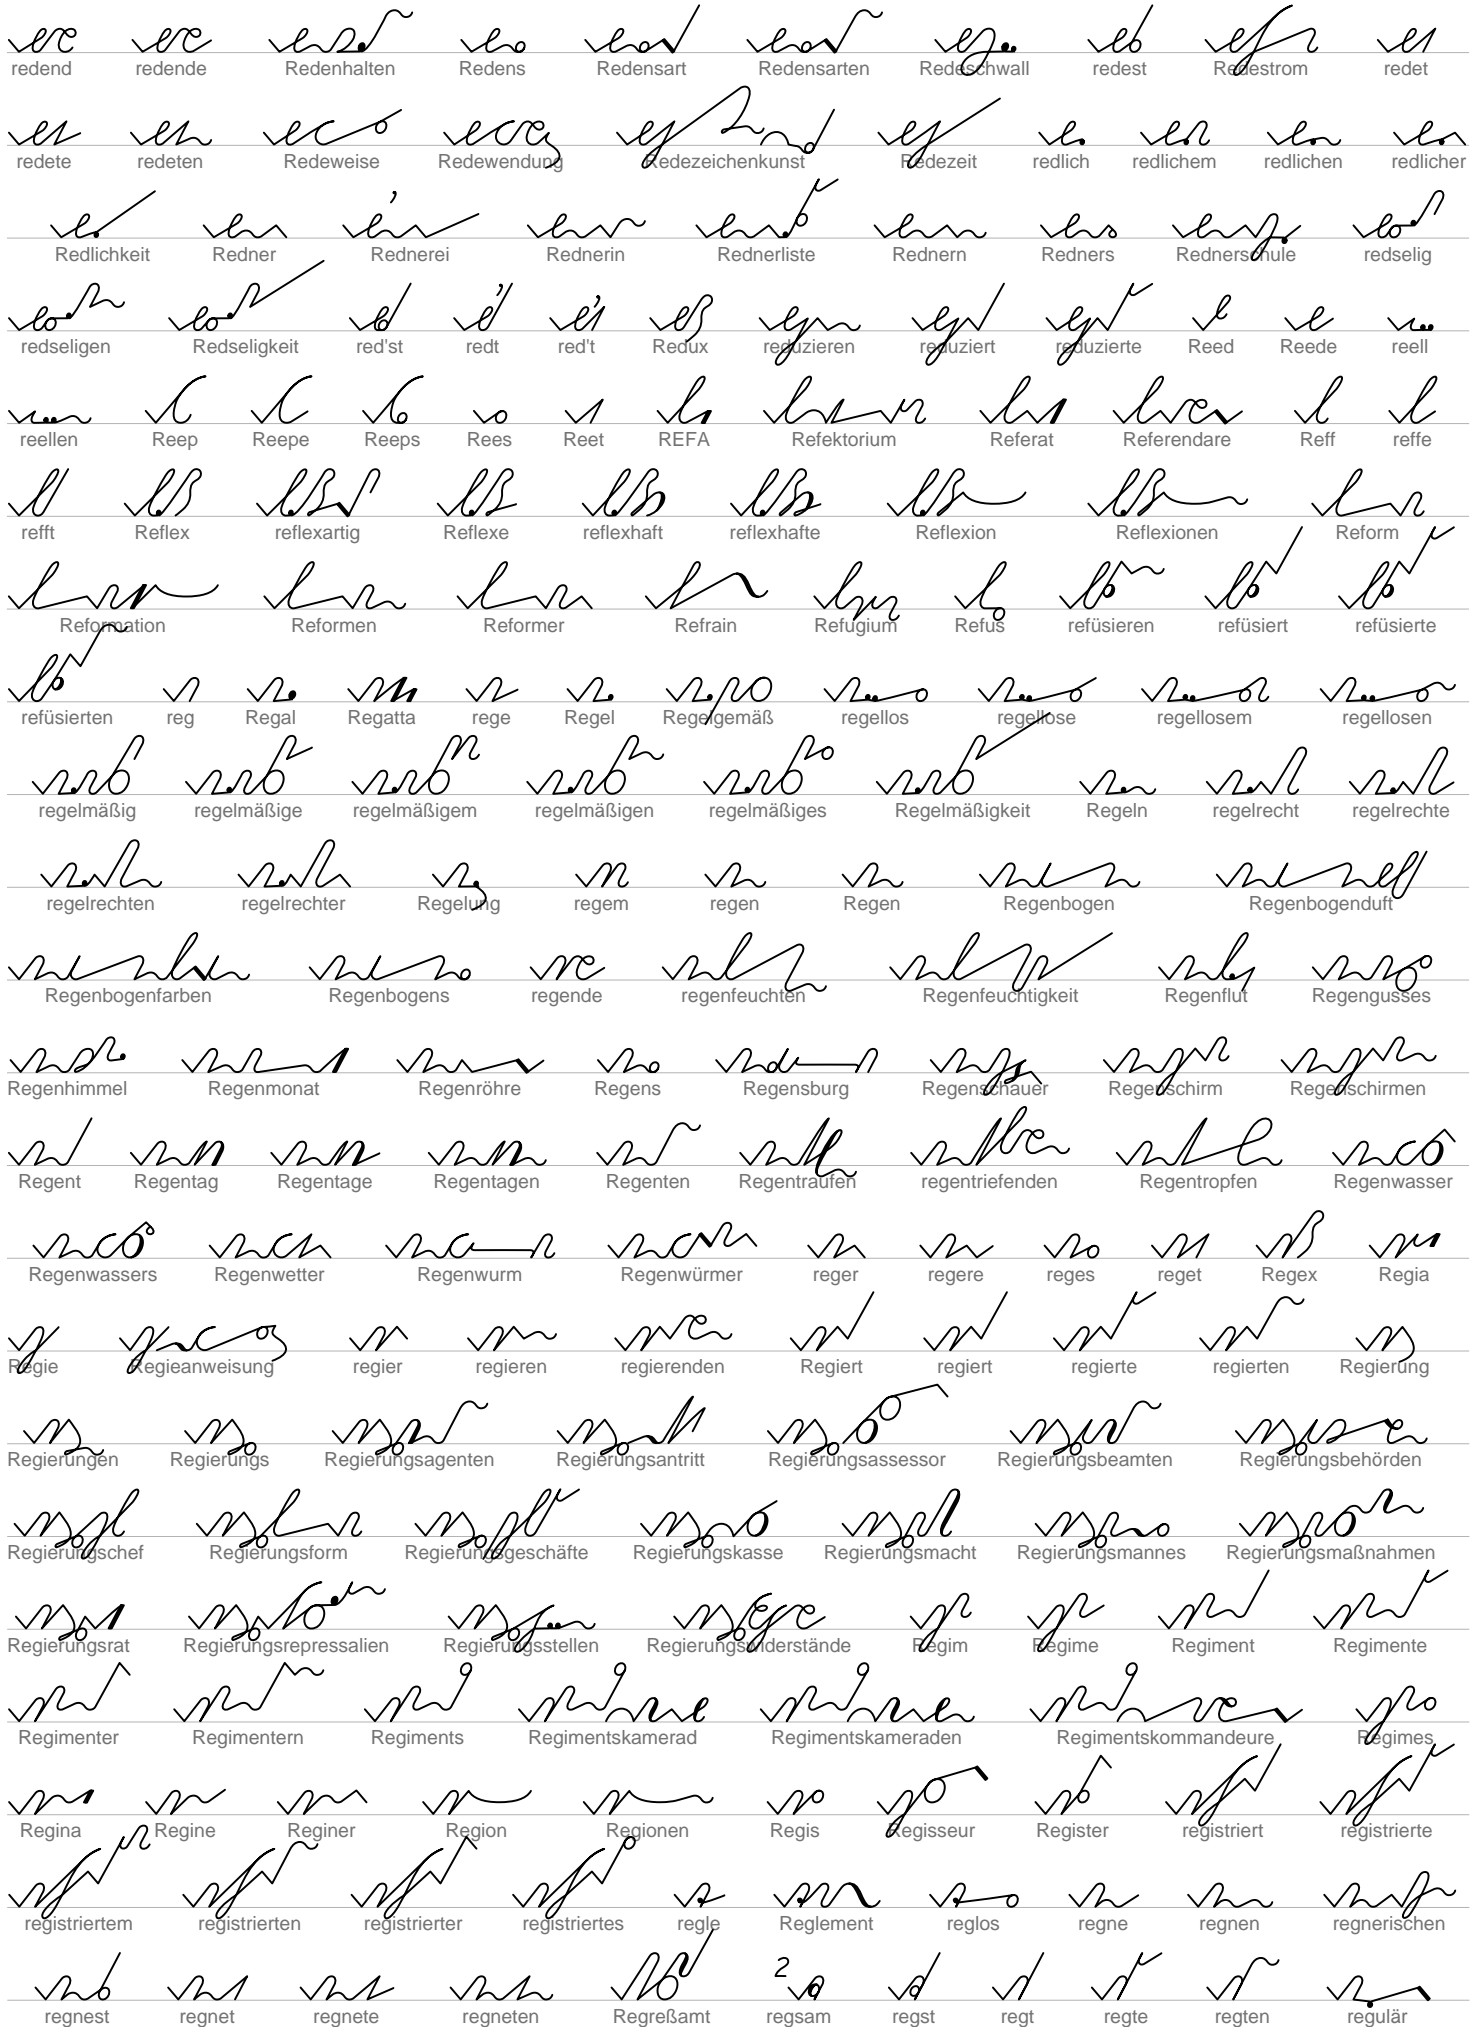 redend redende Redenhalten Redens Redensart Redensarten Redeschwall redest Redestrom redet
redete redeten Redeweise Redewendung Redezeichenkunst Redezeit redlich redlichem redlichen redlicher
Redlichkeit Redner Rednerei Rednerin Rednerliste Rednern Redners Rednerschule redselig
redseligen Redseligkeit red'st redt red't Redux reduzieren reduziert reduzierte Reed Reede reell
reellen Reep Reepe Reeps Rees Reet REFA Refektorium Referat Referendare Reff reffe
refft Reflex reflexartig Reflexe reflexhaft reflexhafte Reflexion Reflexionen Reform
Reformation Reformen Reformer Refrain Refugium Refus refüsieren refüsiert refüsierte
refüsierten reg Regal Regatta rege Regel Regelgemäß regellos regellose regellosem regellosen
regelmäßig regelmäßige regelmäßigem regelmäßigen regelmäßiges Regelmäßigkeit Regeln regelrecht regelrechte
regelrechten regelrechter Regelung regem regen Regen Regenbogen Regenbogenduft
Regenbogenfarben Regenbogens regende regenfeuchten Regenfeuchtigkeit Regenflut Regengusses
Regenhimmel Regenmonat Regenröhre Regens Regensburg Regenschauer Regenschirm Regenschirmen
Regent Regentag Regentage Regentagen Regenten Regentraufen regentriefenden Regentropfen Regenwasser
Regenwassers Regenwetter Regenwurm Regenwürmer reger regere reges reget Regex Regia
Regie Regieanweisung regier regieren regierenden Regiert regiert regierte regierten Regierung
Regierungen Regierungs Regierungsagenten Regierungsantritt Regierungsassessor Regierungsbeamten Regierungsbehörden
Regierungschef Regierungsform Regierungsgeschäfte Regierungskasse Regierungsmacht Regierungsmannes Regierungsmaßnahmen
Regierungsrat Regierungsrepressalien Regierungsstellen Regierungswiderstände Regim Regime Regiment Regimente
Regimenter Regimentern Regiments Regimentskamerad Regimentskameraden Regimentskommandeure Regimes
Regina Regine Reginer Region Regionen Regis Regisseur Register registriert registrierte
registriertem registrierten registrierter registriertes regle Reglement reglos regne regnen regnerischen
regnest regnet regnete regneten Regreßamt 2 regsam regst regt regte regten regulär